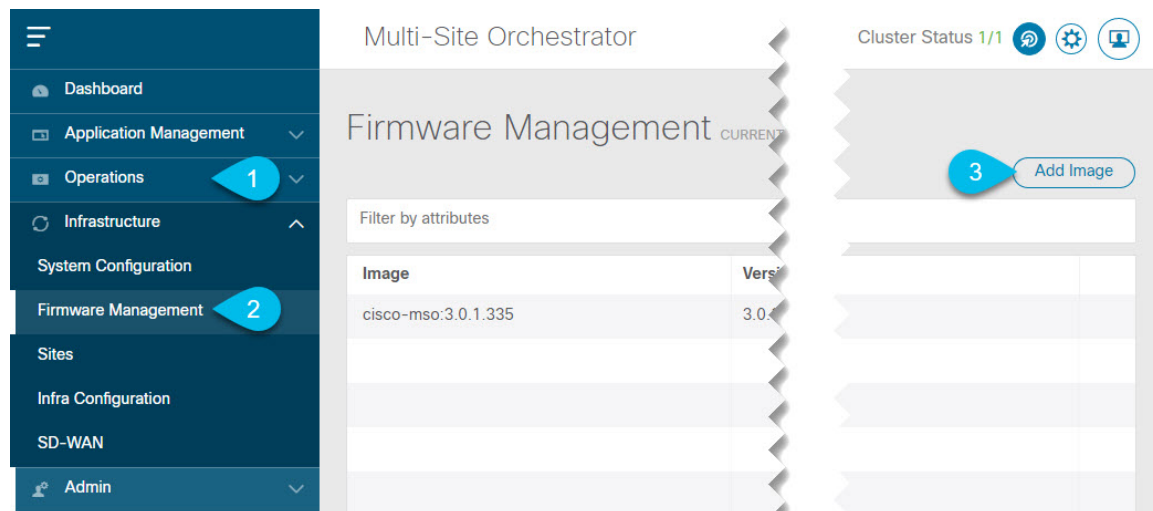 Multi-Site Orchestrator
Cluster Status 1/1
Dashboard
Application Management
Operations
1
Infrastructure
System Configuration
Firmware Management
2
Sites
Infra Configuration
SD-WAN
Admin
Firmware Management CURRENT
3
Add Image
Filter by attributes
Image
cisco-mso:3.0.1.335